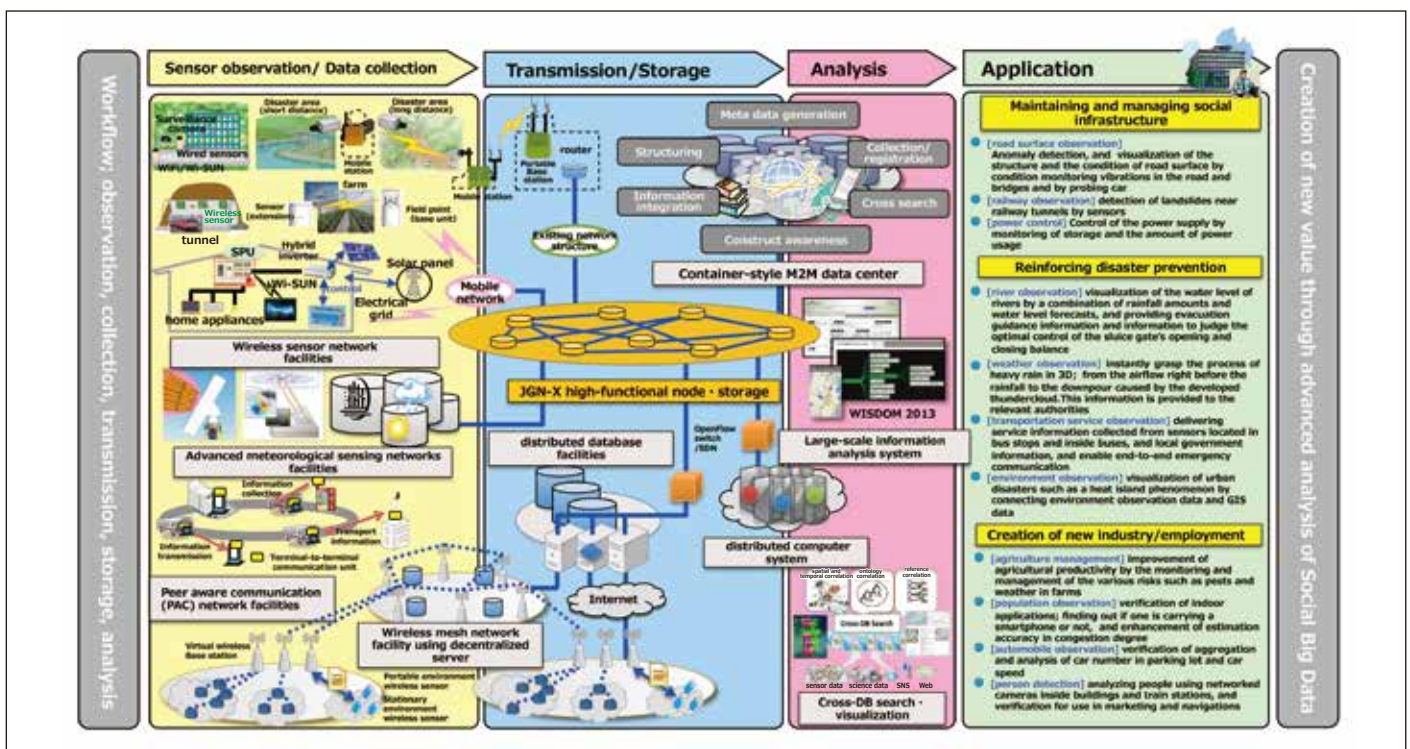 Workflow; observation, collection, transmission, storage, analysis
Sensor observation/ Data collection
Disaster area
(short distance)
Disaster area
(long distance)
Surveillance
camera
Wired sensors
WiFi/Wi-SUN
Mobile
station
Mobile station
farm
Wireless
sensor
tunnel
Sensor
(extension)
Field point
(base unit)
SPU
Hybrid
inverter
Solar panel
Wi-SUN
control
Electrical
grid
home appliances
Mobile
network
Wireless sensor network
facilities
Advanced meteorological sensing networks
facilities
Information
collection
Transport
information
Information
transmission
Terminal-to-terminal
communication unit
Peer aware communication
(PAC) network facilities
Virtual wireless
Base station
Wireless mesh network
facility using decentralized
server
Portable environment
wireless sensor
Stationary
environment
wireless sensor
Transmission/Storage
Portable
Base
station
router
Existing network
structure
Meta data generation
Structuring
Collection/
registration
Information
integration
Cross search
Construct awareness
Container-style M2M data center
JGN-X high-functional node · storage
distributed database
facilities
OpenFlow
switch
/SDN
distributed computer
system
Internet
Analysis
WISDOM 2013
Large-scale information
analysis system
spatial and
temporal correlation
ontology
correlation
reference
correlation
Cross-DB Search
sensor data
science data
SNS
Web
Cross-DB search ·
visualization
Application
Maintaining and managing social
infrastructure
[road surface observation]
Anomaly detection, and visualization of the
structure and the condition of road surface by
condition monitoring vibrations in the road and
bridges and by probing car
[railway observation] detection of landslides near
railway tunnels by sensors
[power control] Control of the power supply by
monitoring of storage and the amount of power
usage
Reinforcing disaster prevention
[river observation] visualization of the water level of
rivers by a combination of rainfall amounts and
water level forecasts, and providing evacuation
guidance information and information to judge the
optimal control of the sluice gate's opening and
closing balance
[weather observation] instantly grasp the process of
heavy rain in 3D; from the airflow right before the
rainfall to the downpour caused by the developed
thundercloud.This information is provided to the
relevant authorities
[transportation service observation] delivering
service information collected from sensors located in
bus stops and inside buses, and local government
information, and enable end-to-end emergency
communication
[environment observation] visualization of urban
disasters such as a heat island phenomenon by
connecting environment observation data and GIS
data
Creation of new industry/employment
[agriculture management] improvement of
agricultural productivity by the monitoring and
management of the various risks such as pests and
weather in farms
[population observation] verification of indoor
applications; finding out if one is carrying a
smartphone or not, and enhancement of estimation
accuracy in congestion degree
[automobile observation] verification of aggregation
and analysis of car number in parking lot and car
speed
[person detection] analyzing people using networked
cameras inside buildings and train stations, and
verification for use in marketing and navigations
Creation of new value through advanced analysis of Social Big Data